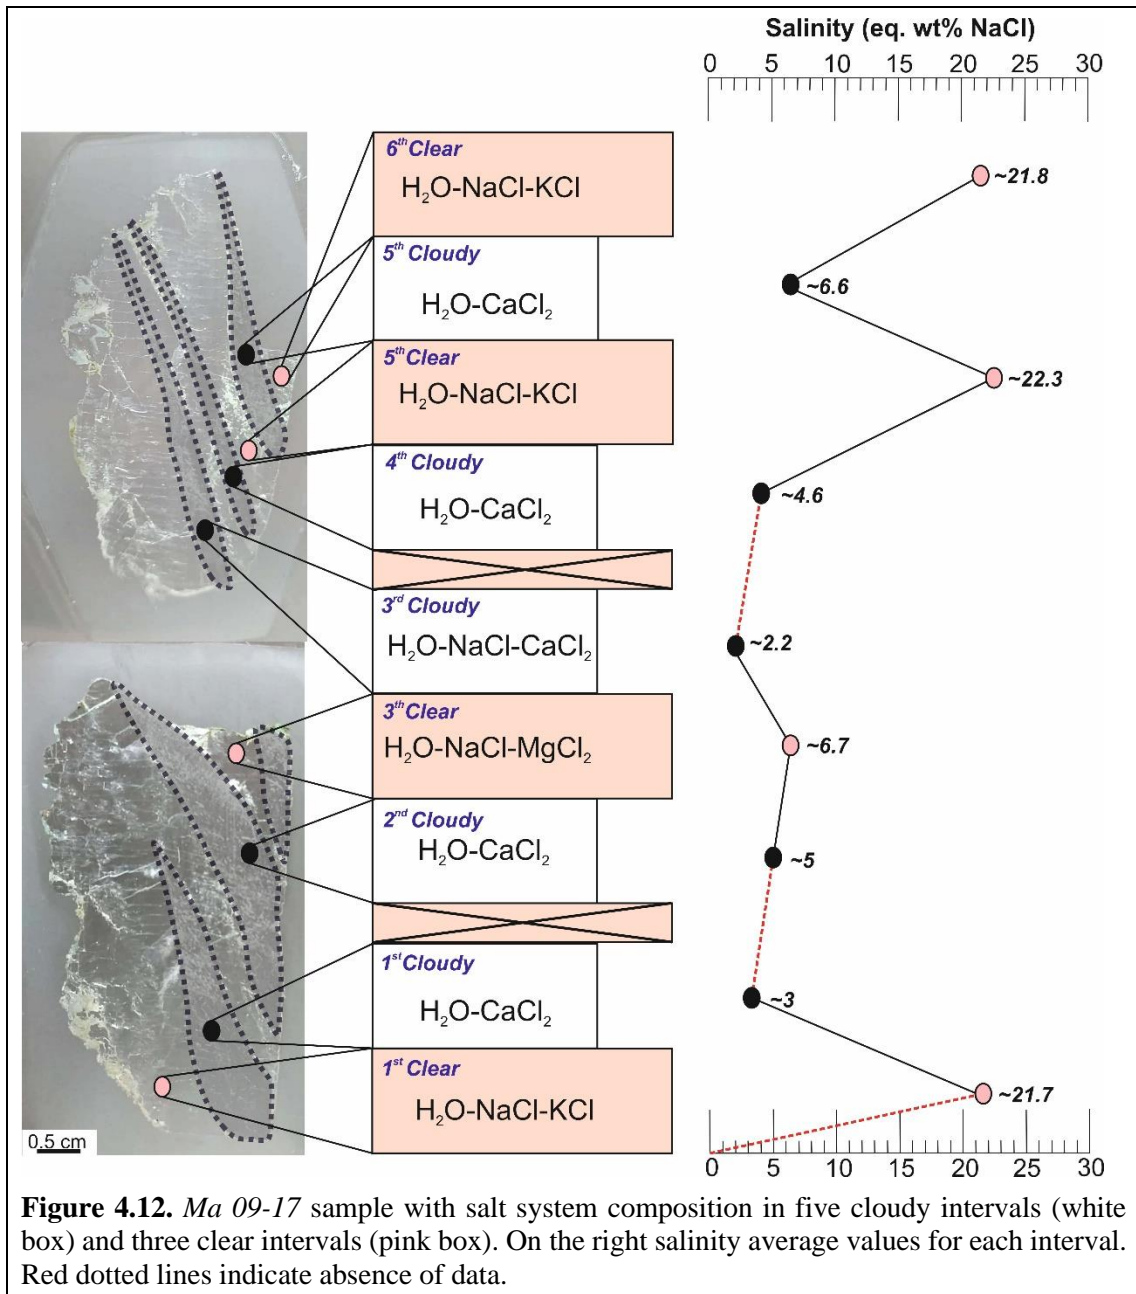 Salinity (eq. wt% NaCl)
0 5 10 15 20 25 30
6th Clear
H2O-NaCl-KCl
~21.8
5th Cloudy
H2O-CaCl2
~6.6
5th Clear
H2O-NaCl-KCl
~22.3
4th Cloudy
H2O-CaCl2
~4.6
3rd Cloudy
H2O-NaCl-CaCl2
~2.2
3th Clear
H2O-NaCl-MgCl2
~6.7
2nd Cloudy
H2O-CaCl2
~5
1st Cloudy
H2O-CaCl2
~3
1st Clear
H2O-NaCl-KCl
~21.7
0.5 cm
0 5 10 15 20 25 30
Figure 4.12. Ma 09-17 sample with salt system composition in five cloudy intervals (white
box) and three clear intervals (pink box). On the right salinity average values for each interval.
Red dotted lines indicate absence of data.